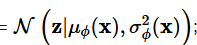 = 𝒩 (z|μ_ϕ(x), σ²_ϕ(x));